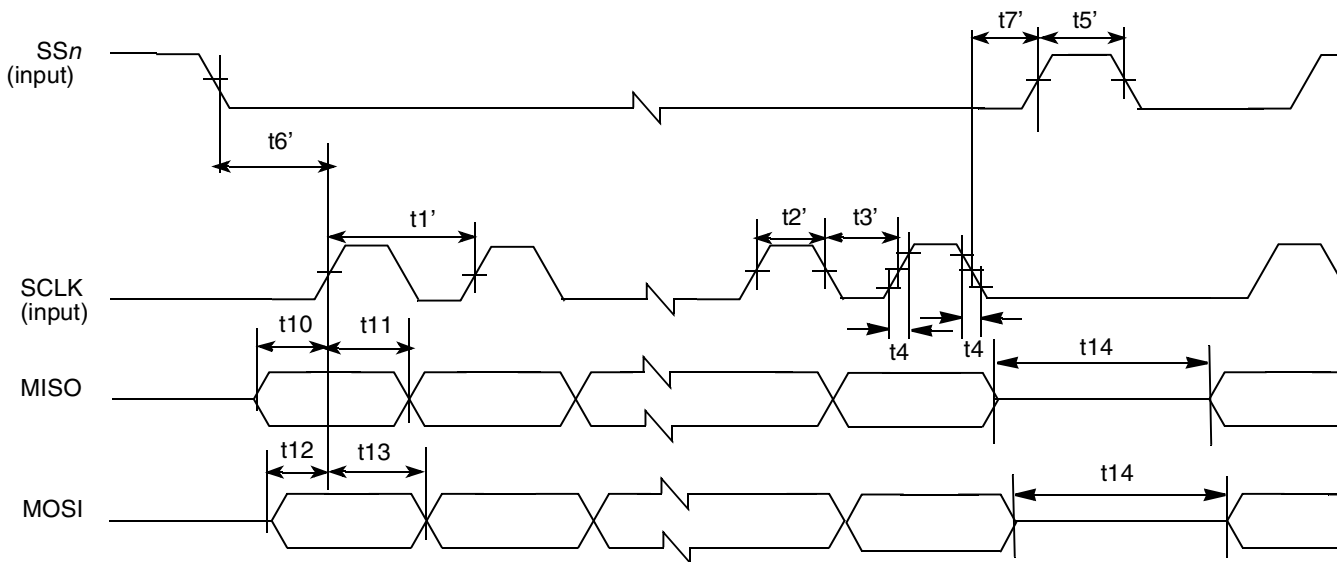 t7’ t5’
SSn
(input)
t6’
t1’ t2’ t3’
SCLK
(input)
t10 t11 t4 t4 t14
MISO
t12 t13 t14
MOSI